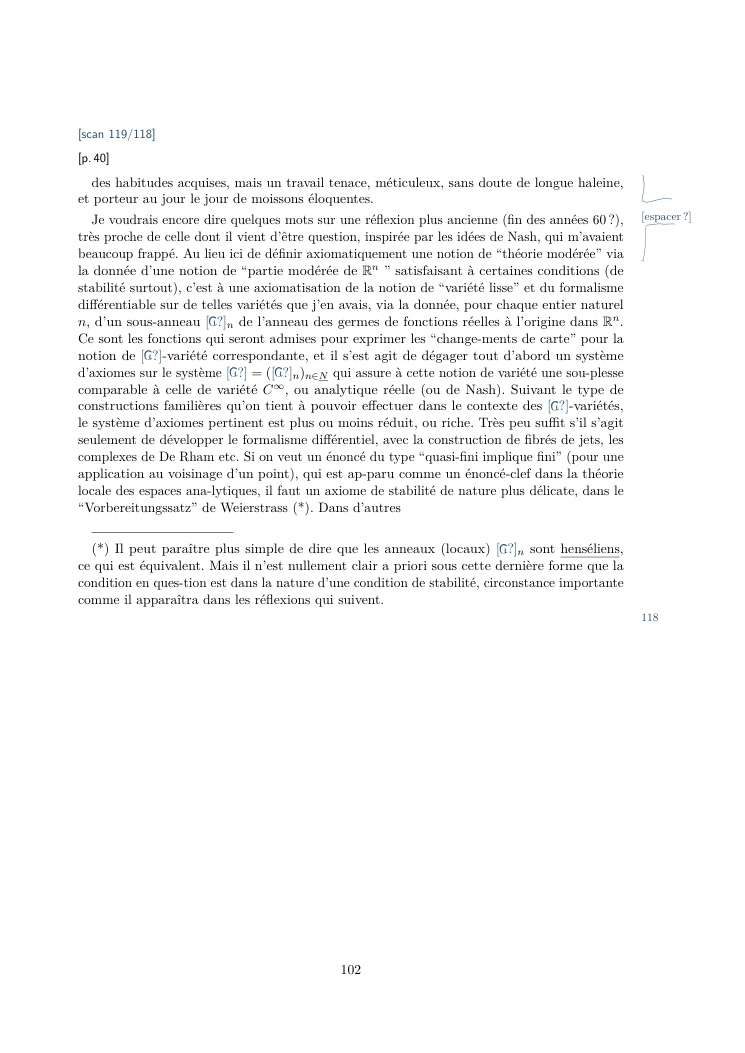 [scan 119/118]
[p. 40]
des habitudes acquises, mais un travail tenace, méticuleux, sans doute de longue haleine,
et porteur au jour le jour de moissons éloquentes.
[espacer ?]
Je voudrais encore dire quelques mots sur une réflexion plus ancienne (fin des années 60 ?),
très proche de celle dont il vient d'être question, inspirée par les idées de Nash, qui m'avaient
beaucoup frappé. Au lieu ici de définir axiomatiquement une notion de “théorie modérée” via
la donnée d'une notion de “partie modérée de ℝⁿ ” satisfaisant à certaines conditions (de
stabilité surtout), c'est à une axiomatisation de la notion de “variété lisse” et du formalisme
différentiable sur de telles variétés que j'en avais, via la donnée, pour chaque entier naturel
n, d'un sous-anneau [𝔾?]ₙ de l'anneau des germes de fonctions réelles à l'origine dans ℝⁿ.
Ce sont les fonctions qui seront admises pour exprimer les “change-ments de carte” pour la
notion de [𝔾?]-variété correspondante, et il s'est agit de dégager tout d'abord un système
d'axiomes sur le système [𝔾?] = ([𝔾?]ₙ)n∈N qui assure à cette notion de variété une sou-plesse
comparable à celle de variété C∞, ou analytique réelle (ou de Nash). Suivant le type de
constructions familières qu'on tient à pouvoir effectuer dans le contexte des [𝔾?]-variétés,
le système d'axiomes pertinent est plus ou moins réduit, ou riche. Très peu suffit s'il s'agit
seulement de développer le formalisme différentiel, avec la construction de fibrés de jets, les
complexes de De Rham etc. Si on veut un énoncé du type “quasi-fini implique fini” (pour une
application au voisinage d'un point), qui est ap-paru comme un énoncé-clef dans la théorie
locale des espaces ana-lytiques, il faut un axiome de stabilité de nature plus délicate, dans le
“Vorbereitungssatz” de Weierstrass (*). Dans d'autres
(*) Il peut paraître plus simple de dire que les anneaux (locaux) [𝔾?]ₙ sont henséliens,
ce qui est équivalent. Mais il n'est nullement clair a priori sous cette dernière forme que la
condition en ques-tion est dans la nature d'une condition de stabilité, circonstance importante
comme il apparaîtra dans les réflexions qui suivent.
118
102